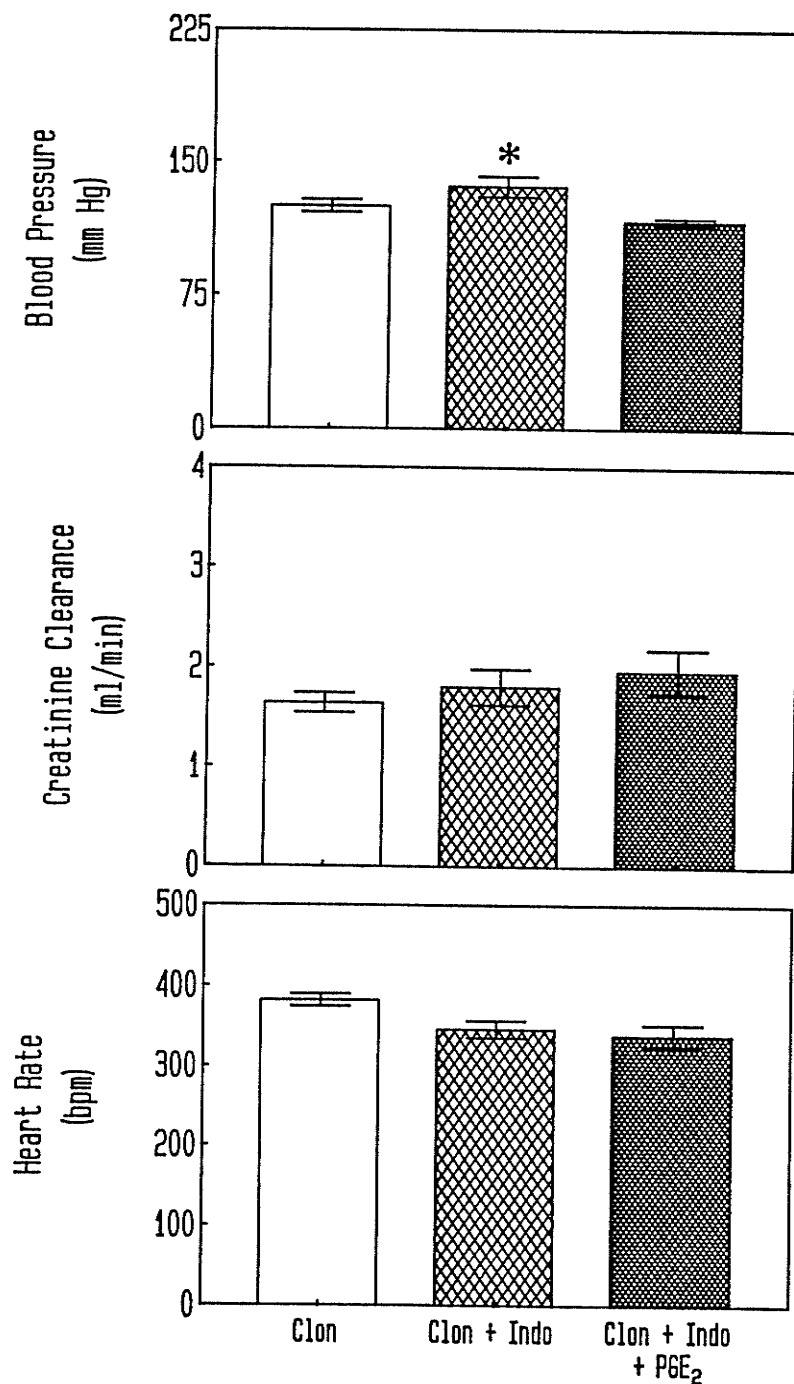 Blood Pressure
(mm Hg)
225
150
75
0
*
Creatinine Clearance
(ml/min)
4
3
2
1
0
Heart Rate
(bpm)
500
400
300
200
100
0
Clon
Clon + Indo
Clon + Indo
+ PGE₂